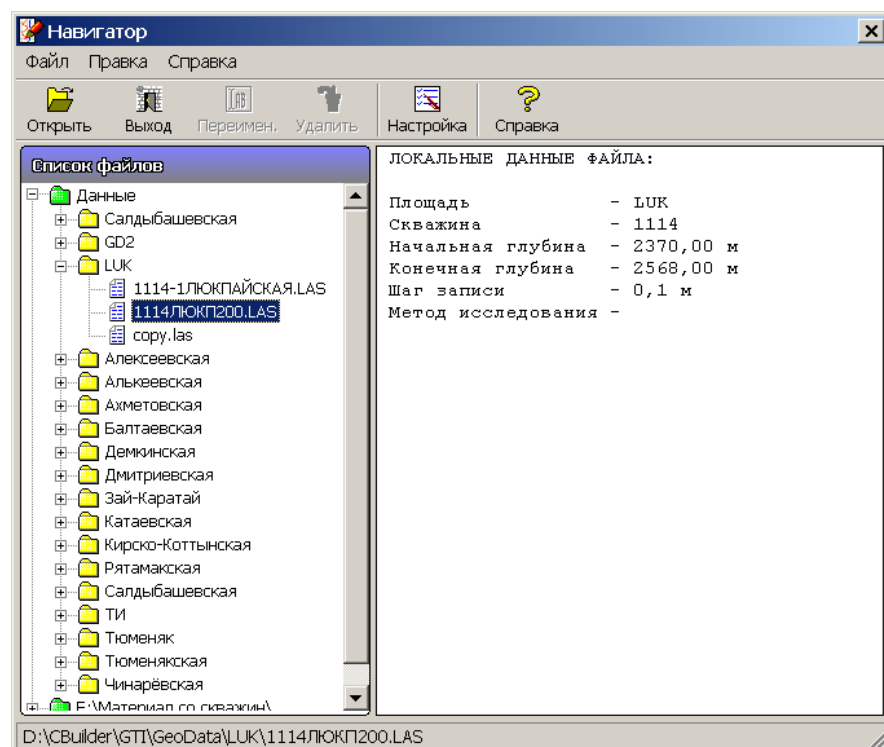 Навигатор
Файл Правка Справка
Открыть Выход Переимен. Удалить Настройка Справка
Список файлов
Данные
Салдыбашевская
GD2
LUK
1114-1ЛЮКПАЙСКАЯ.LAS
1114ЛЮКП200.LAS
copy.las
Алексеевская
Алькеевская
Ахметовская
Балтаевская
Демкинская
Дмитриевская
Зай-Каратай
Катаевская
Кирско-Коттынская
Рятамакская
Салдыбашевская
ТИ
Тюменяк
Тюменякская
Чинарёвская
E:\Материал со скважин\
ЛОКАЛЬНЫЕ ДАННЫЕ ФАЙЛА:
Площадь - LUK
Скважина - 1114
Начальная глубина - 2370,00 м
Конечная глубина - 2568,00 м
Шаг записи - 0,1 м
Метод исследования -
D:\CBuilder\GTI\GeoData\LUK\1114ЛЮКП200.LAS